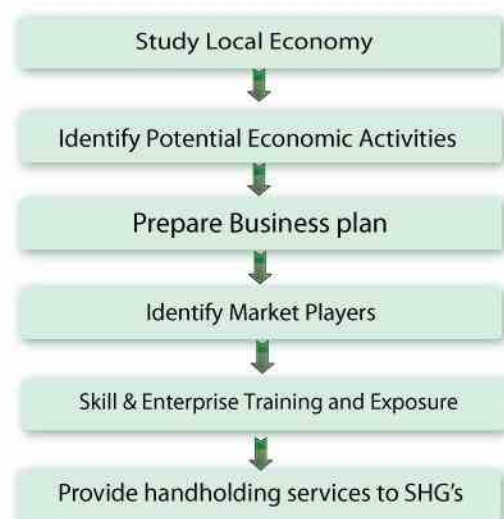 Study Local Economy
Identify Potential Economic Activities
Prepare Business plan
Identify Market Players
Skill & Enterprise Training and Exposure
Provide handholding services to SHG's